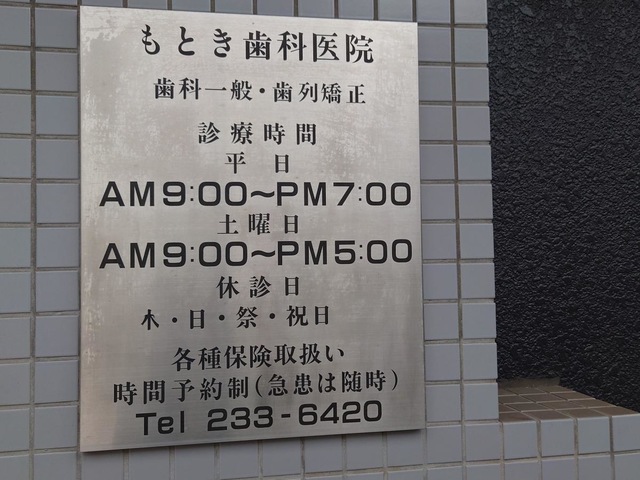 もとき歯科医院
歯科一般・歯列矯正
診療時間
平日
AM9:00〜PM7:00
土曜日
AM9:00〜PM5:00
休診日
木・日・祭・祝日
各種保険取扱い
時間予約制(急患は随時)
Tel 233-6420